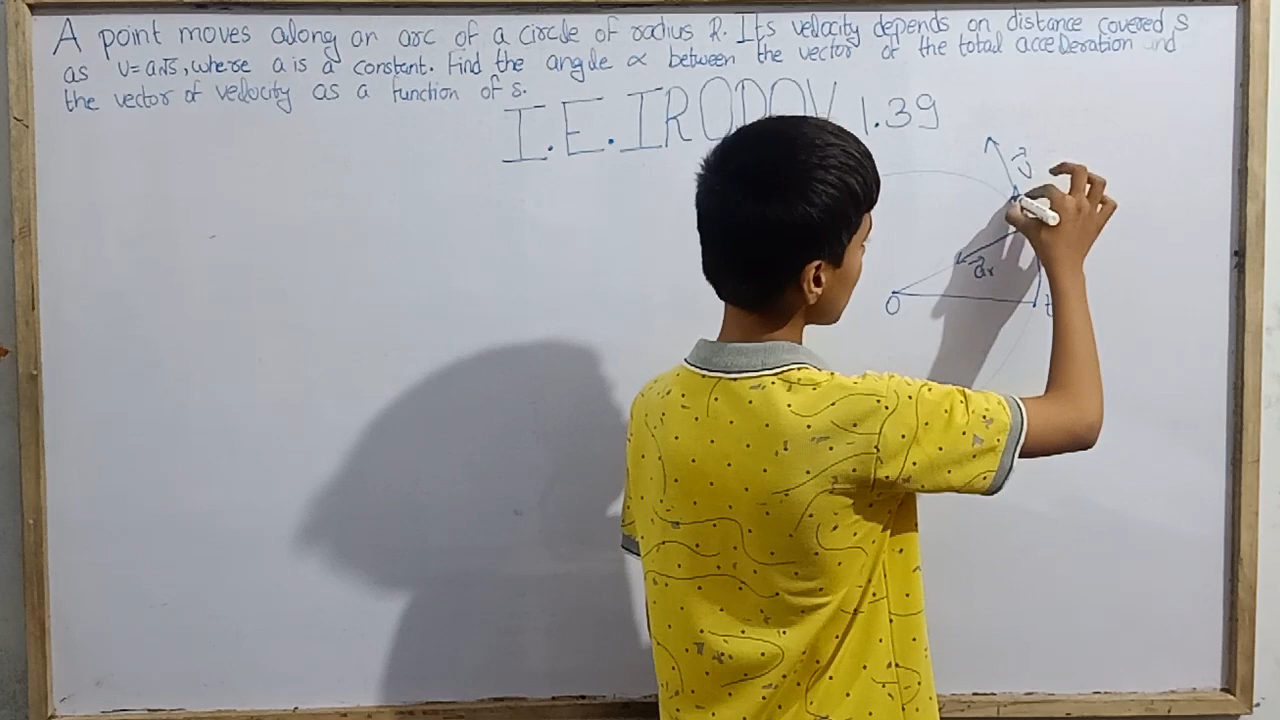 A point moves along an arc of a circle of radius R. Its velocity depends on distance covered s
as v=a√s, where a is a constant. Find the angle α between the vector of the total acceleration and
the vector of velocity as a function of s.
I.E. IRODOV 1.39
v⃗
O